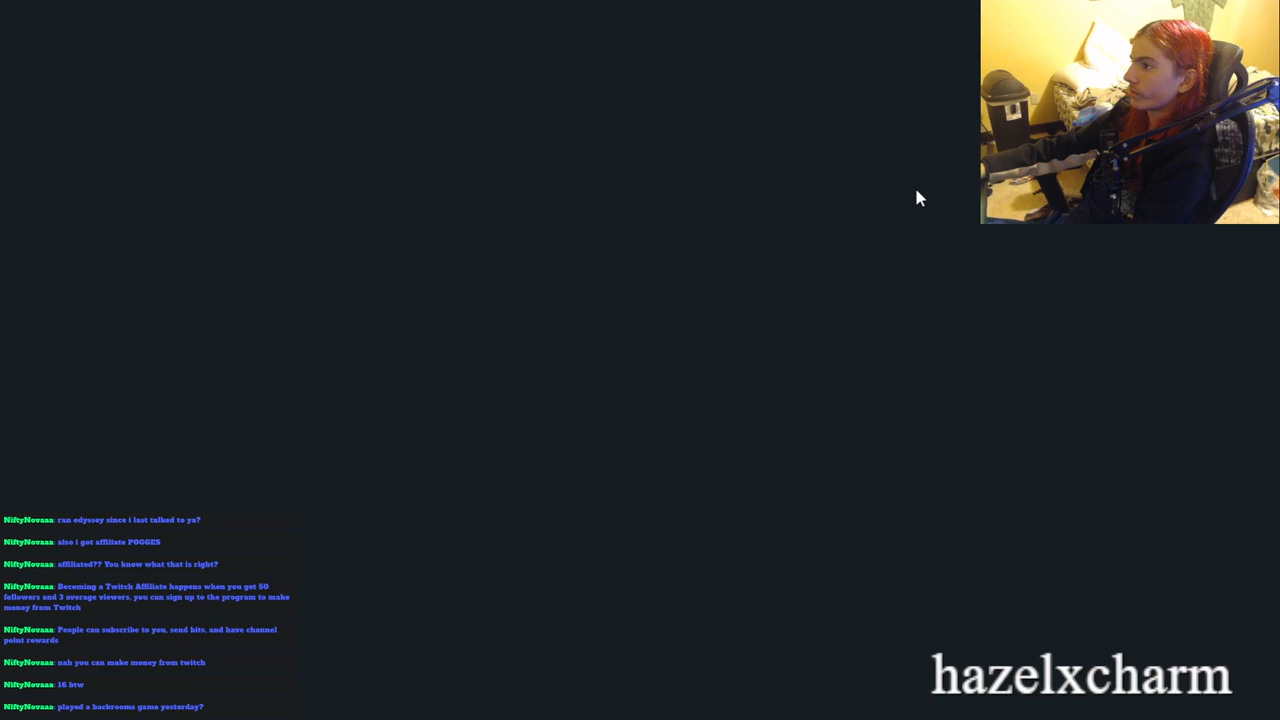 NiftyNovaaa: ran odyssey since i last talked to ya?
NiftyNovaaa: also i got affiliate POGGES
NiftyNovaaa: affiliated?? You know what that is right?
NiftyNovaaa: Becoming a Twitch Affiliate happens when you get 50
followers and 3 average viewers, you can sign up to the program to make
money from Twitch
NiftyNovaaa: People can subscribe to you, send bits, and have channel
point rewards
NiftyNovaaa: nah you can make money from twitch
NiftyNovaaa: 16 btw
NiftyNovaaa: played a backrooms game yesterday?
hazelxcharm